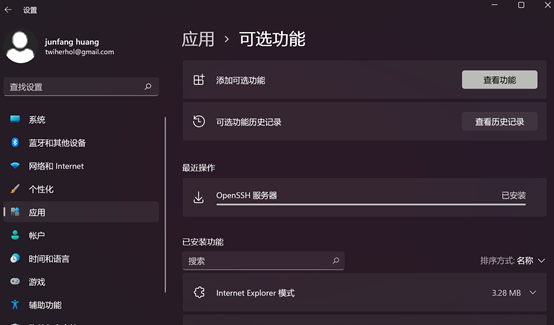 设置
junfang huang
twiherhol@gmail.com
查找设置
系统
蓝牙和其他设备
网络和 Internet
个性化
应用
帐户
时间和语言
游戏
辅助功能
应用 › 可选功能
添加可选功能
查看功能
可选功能历史记录
查看历史记录
最近操作
OpenSSH 服务器
已安装
已安装功能
搜索
排序方式: 名称
Internet Explorer 模式
3.28 MB